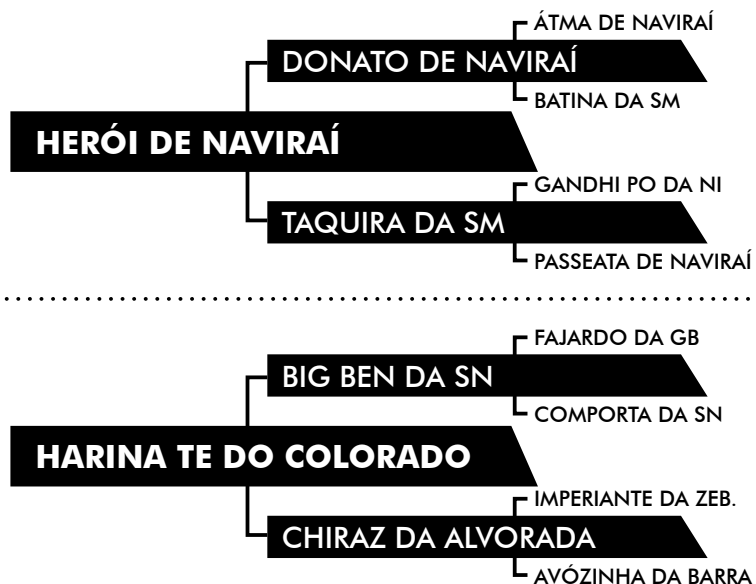 ÁTMA DE NAVIRAÍ
DONATO DE NAVIRAÍ
BATINA DA SM
HERÓI DE NAVIRAÍ
GANDHI PO DA NI
TAQUIRA DA SM
PASSEATA DE NAVIRAÍ
FAJARDO DA GB
BIG BEN DA SN
COMPORTA DA SN
HARINA TE DO COLORADO
IMPERIANTE DA ZEB.
CHIRAZ DA ALVORADA
AVÓZINHA DA BARRA